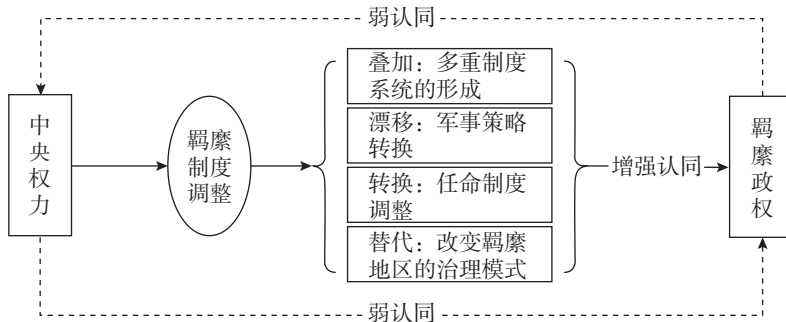 弱认同
中央权力
羁縻
制度
调整
叠加：多重制度
系统的形成
漂移：军事策略
转换
转换：任命制度
调整
替代：改变羁縻
地区的治理模式
增强认同
羁縻政权
弱认同